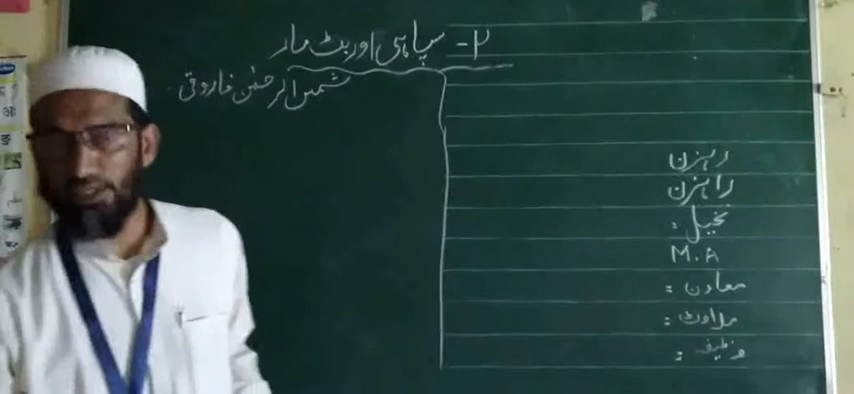 ۲- سپاہی اور بٹ مار
شمس الرحمٰن فاروقی
رہزن
راہزن
بخیل :
M.A
معاون :
ملاوٹ :
وظیفہ :